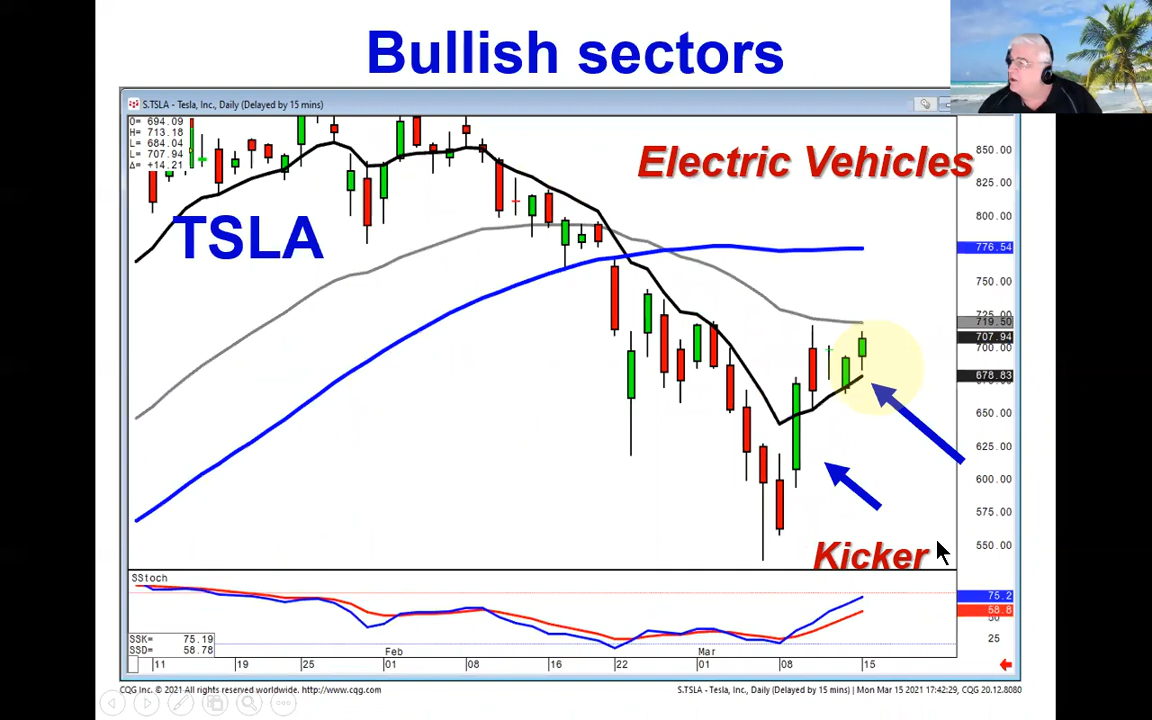 Bullish sectors
S.TSLA - Tesla, Inc., Daily (Delayed by 15 mins)
O= 694.09
H= 713.18
L= 684.04
L= 707.94
Δ= +14.21
Electric Vehicles
TSLA
850.00
825.00
800.00
776.54
750.00
725.00
719.50
707.94
700.00
678.83
650.00
625.00
600.00
575.00
550.00
Kicker
SStoch
75.2
58.8
50
25
SSK= 75.19
SSD= 58.78
Feb
Mar
11
19
25
01
08
16
22
01
08
15
CQG Inc. © 2021 All rights reserved worldwide. http://www.cqg.com
S.TSLA - Tesla, Inc., Daily (Delayed by 15 mins) | Mon Mar 15 2021 17:42:29, CQG 20.12.8080